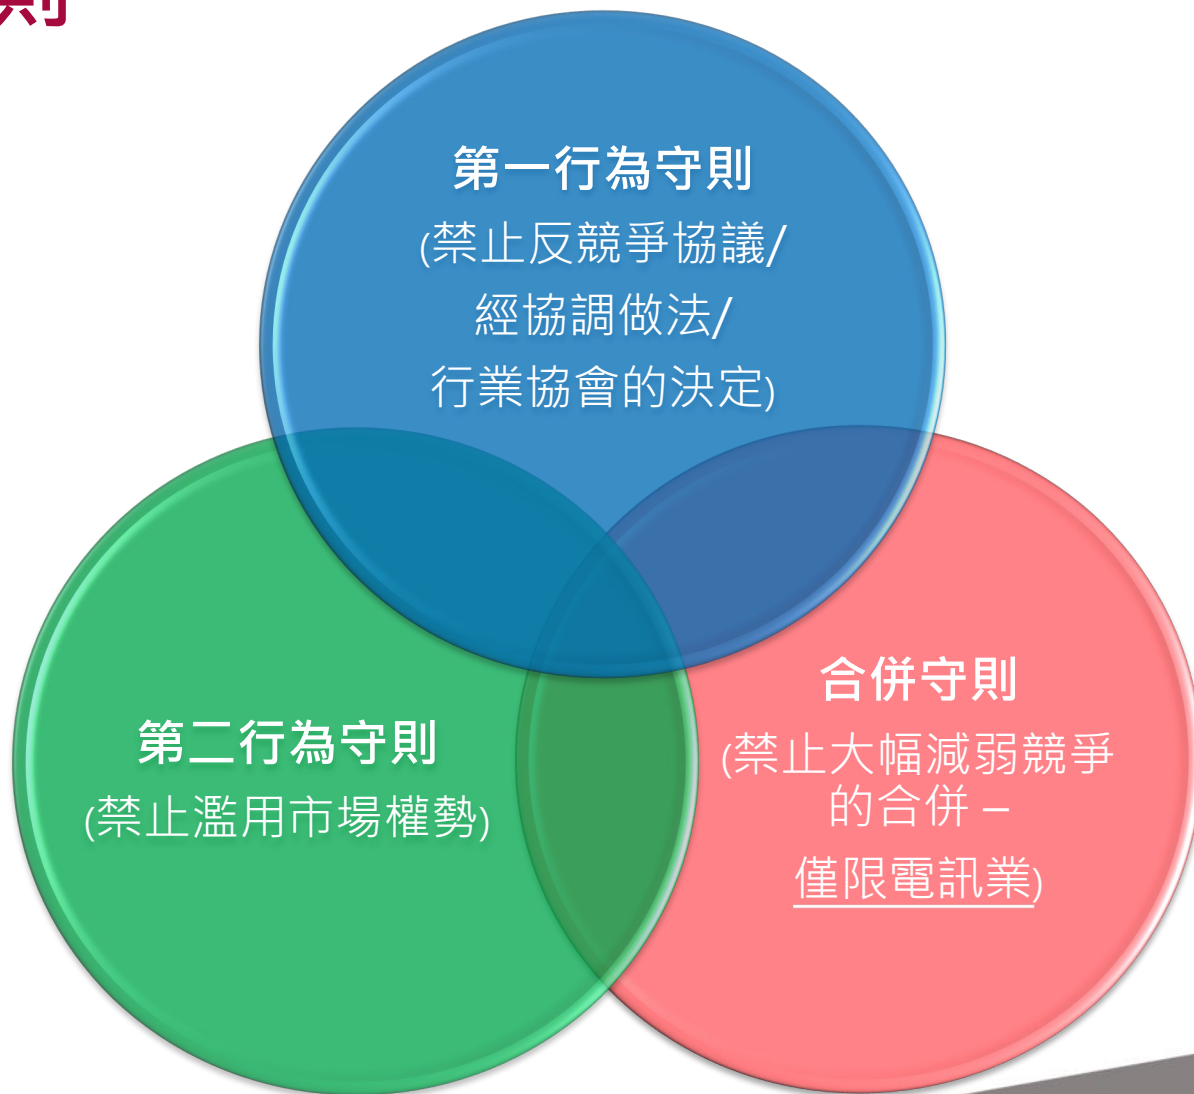 則
第一行為守則
(禁止反競爭協議/
經協調做法/
行業協會的決定)
第二行為守則
(禁止濫用市場權勢)
合併守則
(禁止大幅減弱競爭
的合併 –
僅限電訊業)